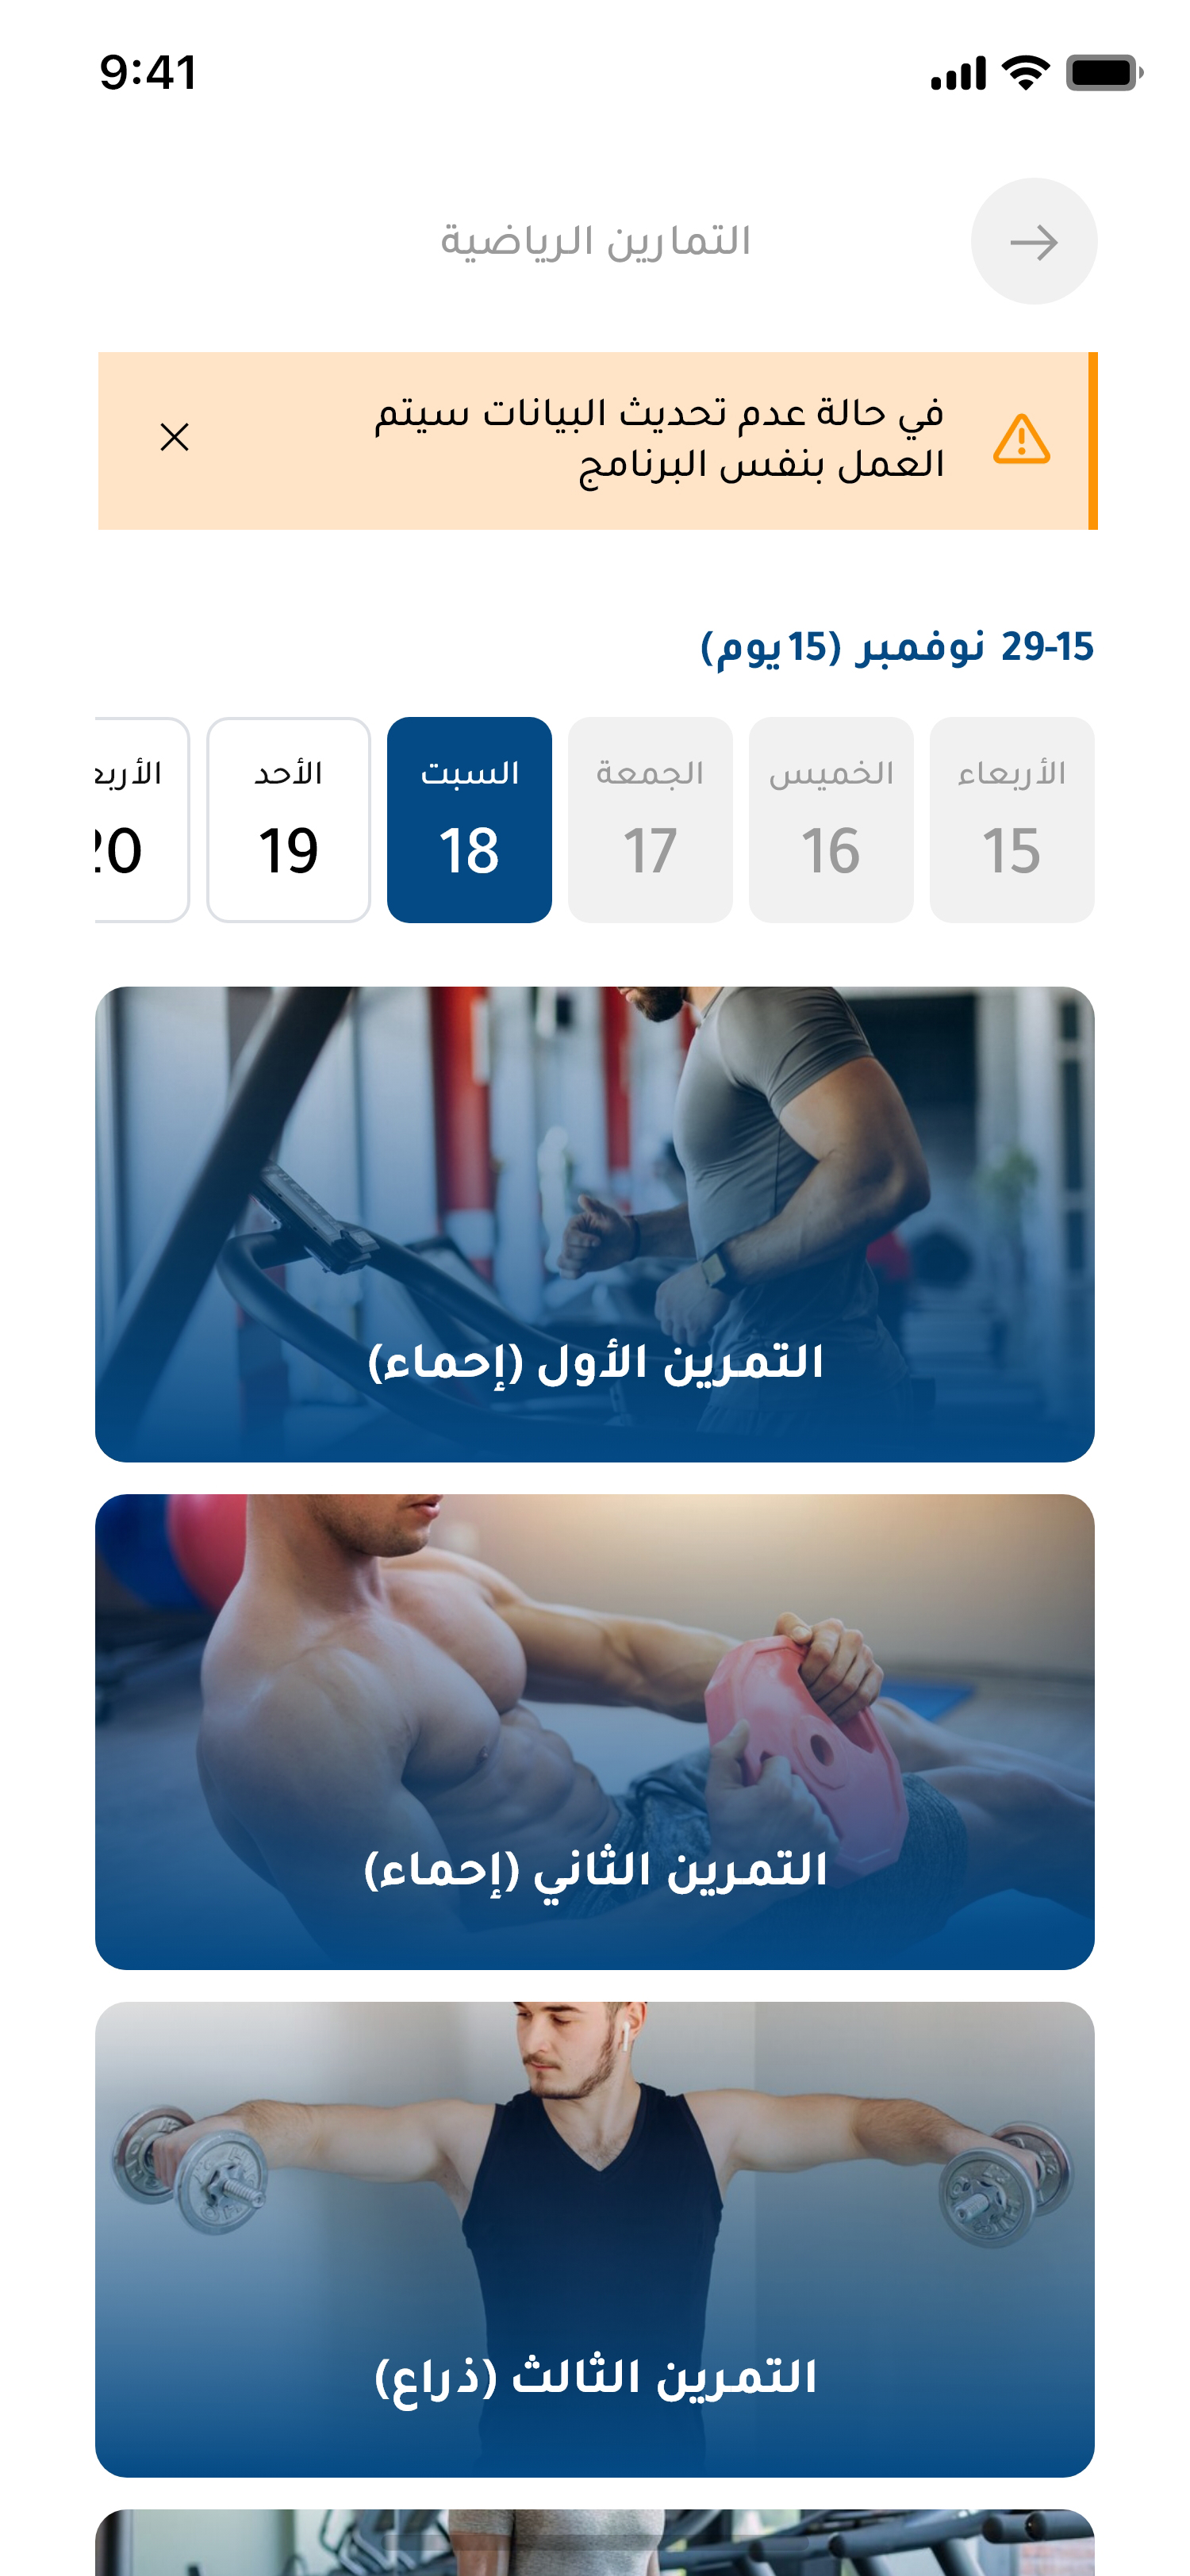 9:41
التمارين الرياضية
في حالة عدم تحديث البيانات سيتم
العمل بنفس البرنامج
29-15 نوفمبر (15 يوم)
الأربعاء
15
الخميس
16
الجمعة
17
السبت
18
الأحد
19
الأربع
20
التمرين الأول (إحماء)
التمرين الثاني (إحماء)
التمرين الثالث (ذراع)